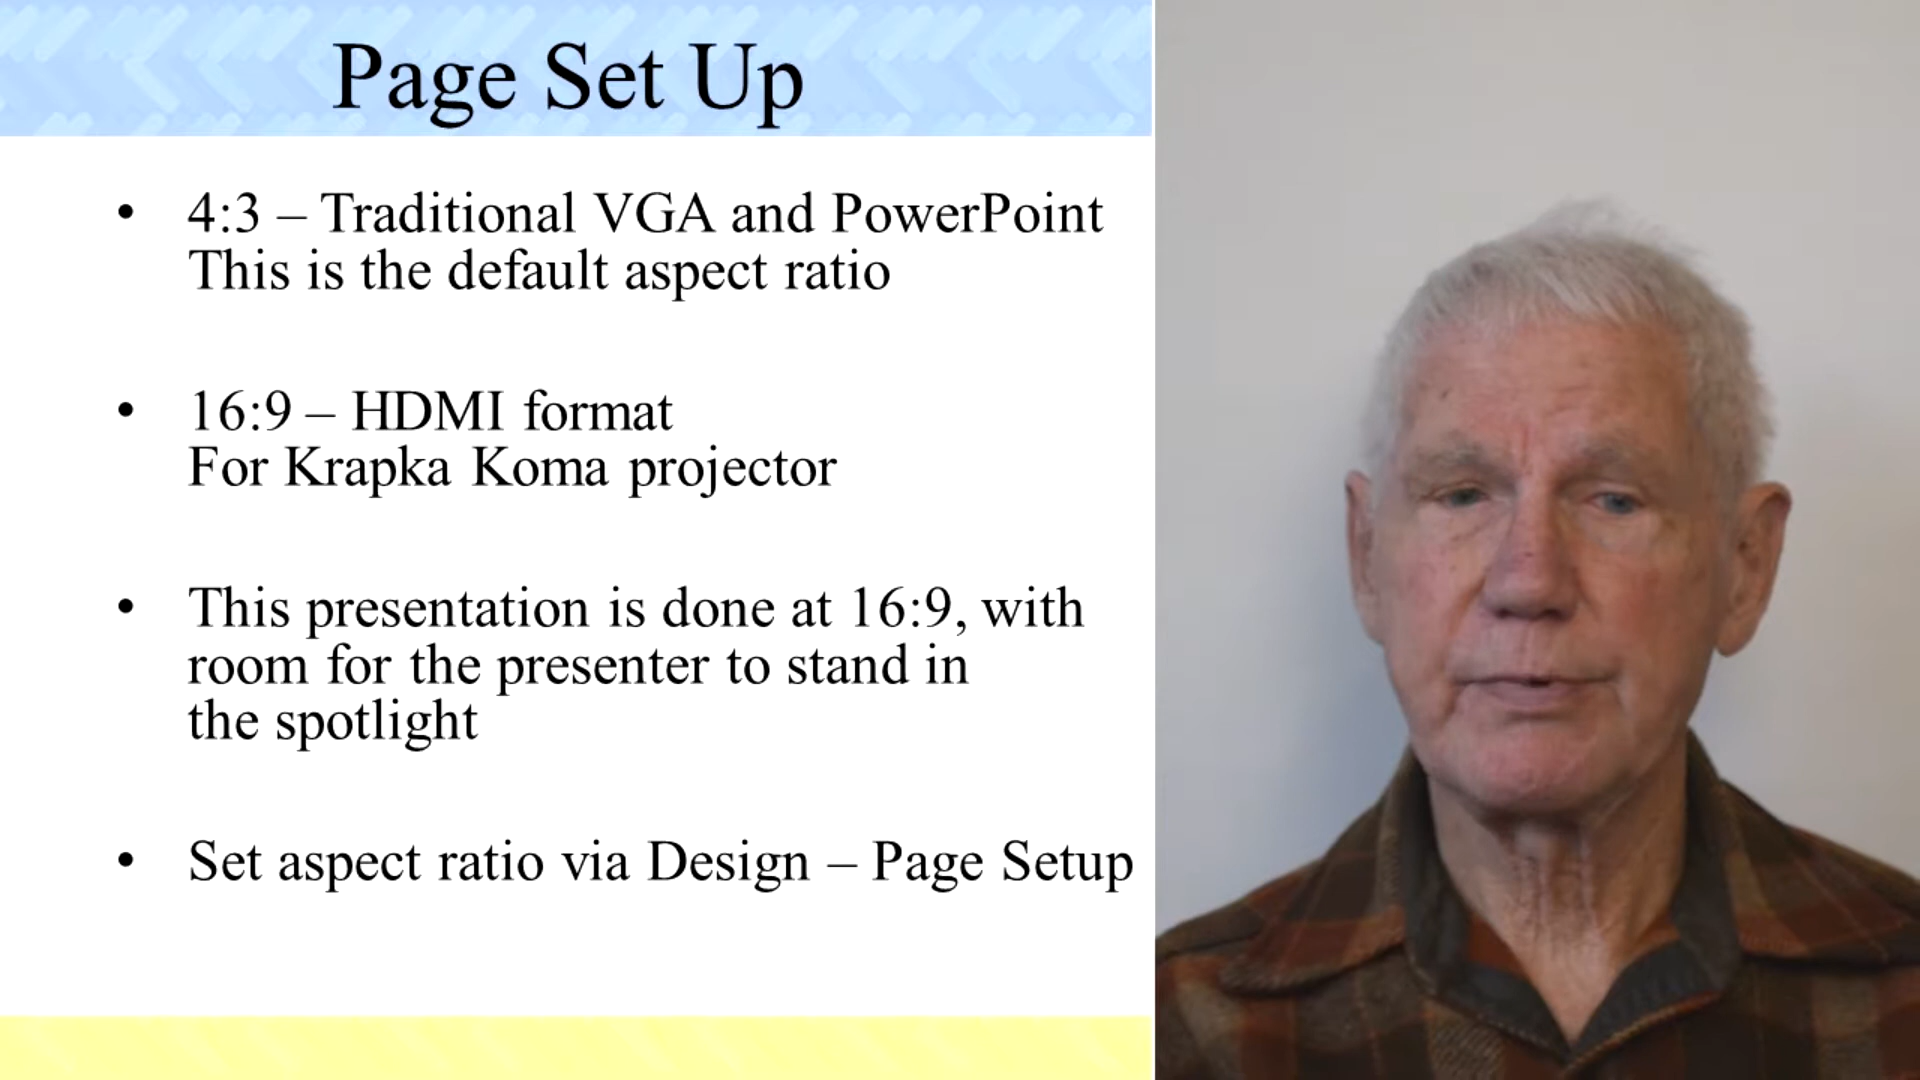 Page Set Up
• 4:3 – Traditional VGA and PowerPoint
This is the default aspect ratio
• 16:9 – HDMI format
For Krapka Koma projector
• This presentation is done at 16:9, with
room for the presenter to stand in
the spotlight
• Set aspect ratio via Design – Page Setup